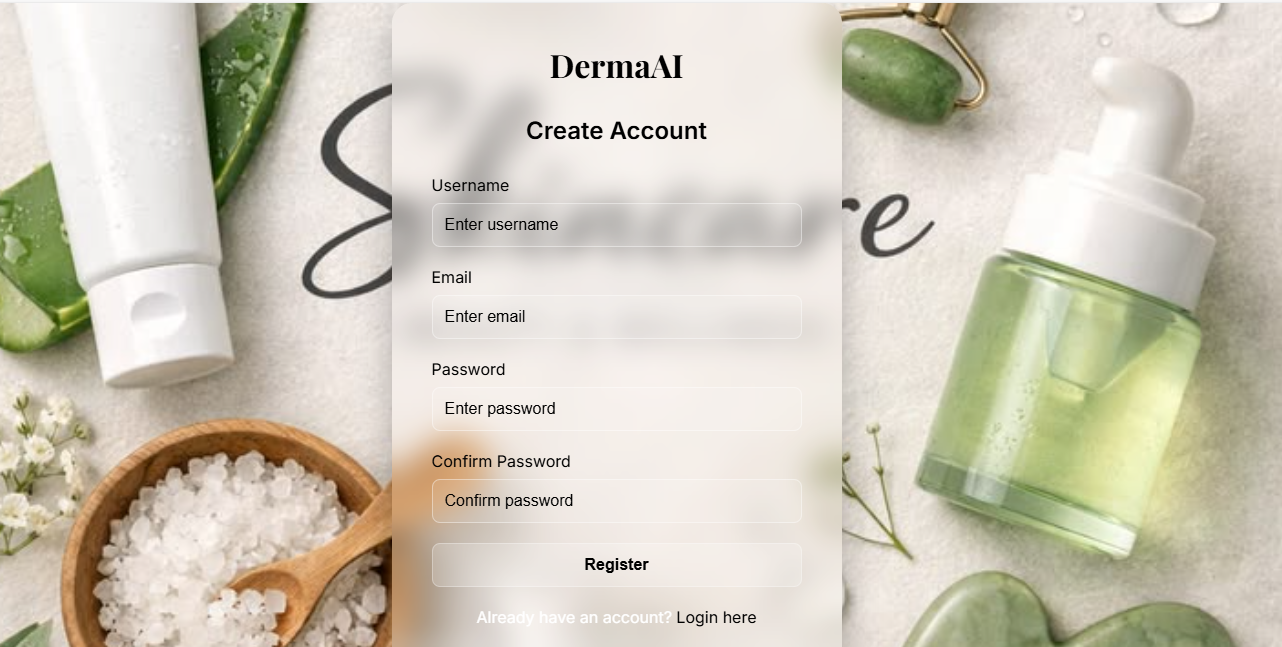 DermaAI
Create Account
Username
Enter username
Email
Enter email
Password
Enter password
Confirm Password
Confirm password
Register
Already have an account? Login here